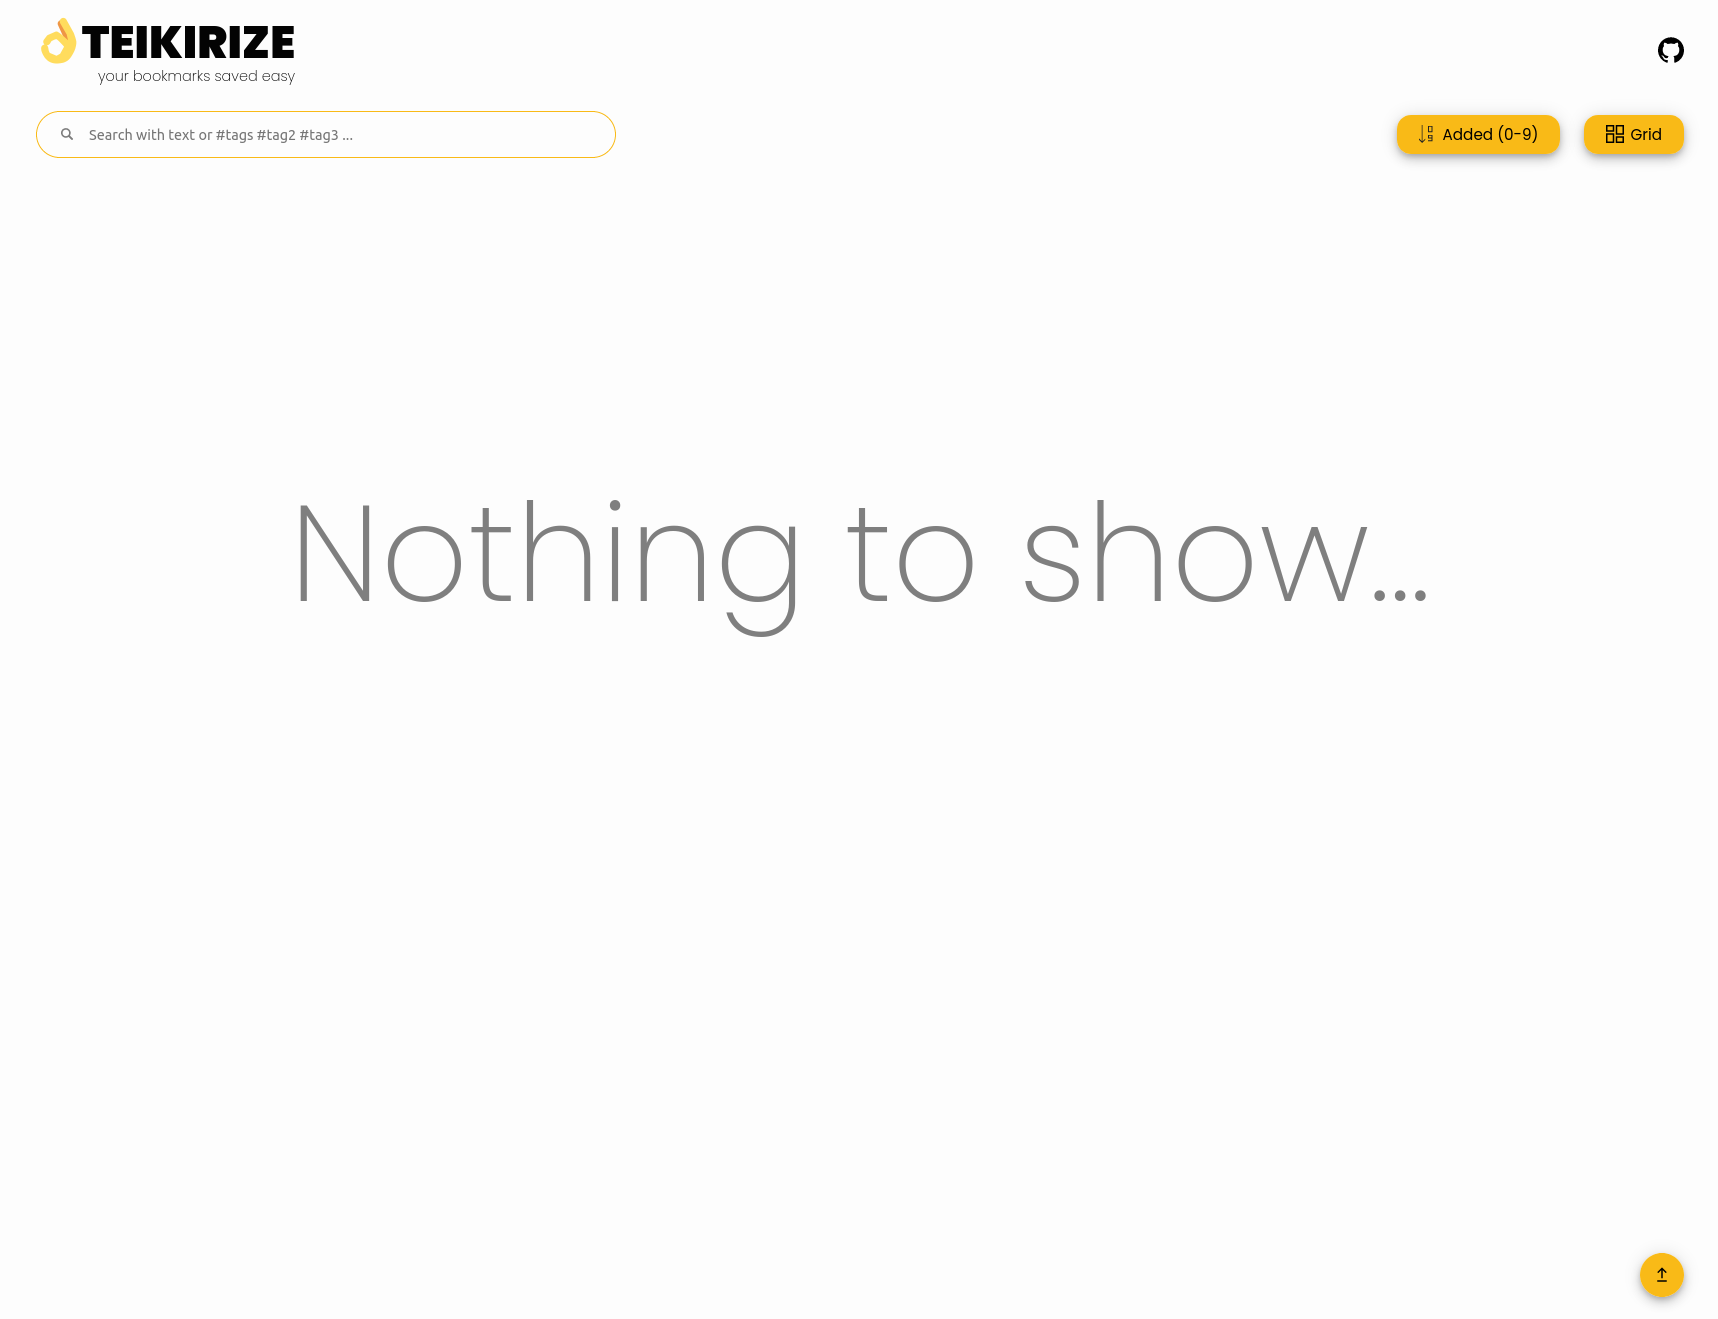 TEIKIRIZE
your bookmarks saved easy
Search with text or #tags #tag2 #tag3 ...
Added (0-9)
Grid
Nothing to show...